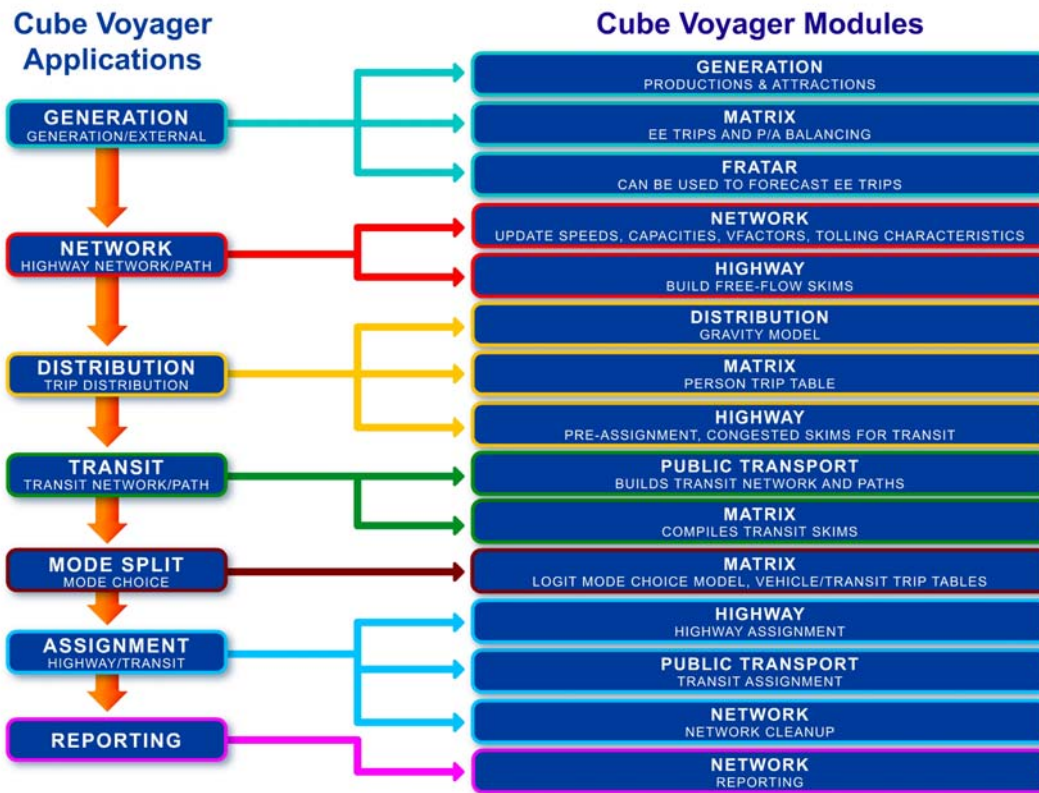 Cube Voyager
Applications
Cube Voyager Modules
GENERATION
GENERATION/EXTERNAL
GENERATION
PRODUCTIONS & ATTRACTIONS
MATRIX
EE TRIPS AND P/A BALANCING
FRATAR
CAN BE USED TO FORECAST EE TRIPS
NETWORK
HIGHWAY NETWORK/PATH
NETWORK
UPDATE SPEEDS, CAPACITIES, VFACTORS, TOLLING CHARACTERISTICS
HIGHWAY
BUILD FREE-FLOW SKIMS
DISTRIBUTION
TRIP DISTRIBUTION
DISTRIBUTION
GRAVITY MODEL
MATRIX
PERSON TRIP TABLE
HIGHWAY
PRE-ASSIGNMENT, CONGESTED SKIMS FOR TRANSIT
TRANSIT
TRANSIT NETWORK/PATH
PUBLIC TRANSPORT
BUILDS TRANSIT NETWORK AND PATHS
MATRIX
COMPILES TRANSIT SKIMS
MODE SPLIT
MODE CHOICE
MATRIX
LOGIT MODE CHOICE MODEL, VEHICLE/TRANSIT TRIP TABLES
ASSIGNMENT
HIGHWAY/TRANSIT
HIGHWAY
HIGHWAY ASSIGNMENT
PUBLIC TRANSPORT
TRANSIT ASSIGNMENT
NETWORK
NETWORK CLEANUP
REPORTING
NETWORK
REPORTING